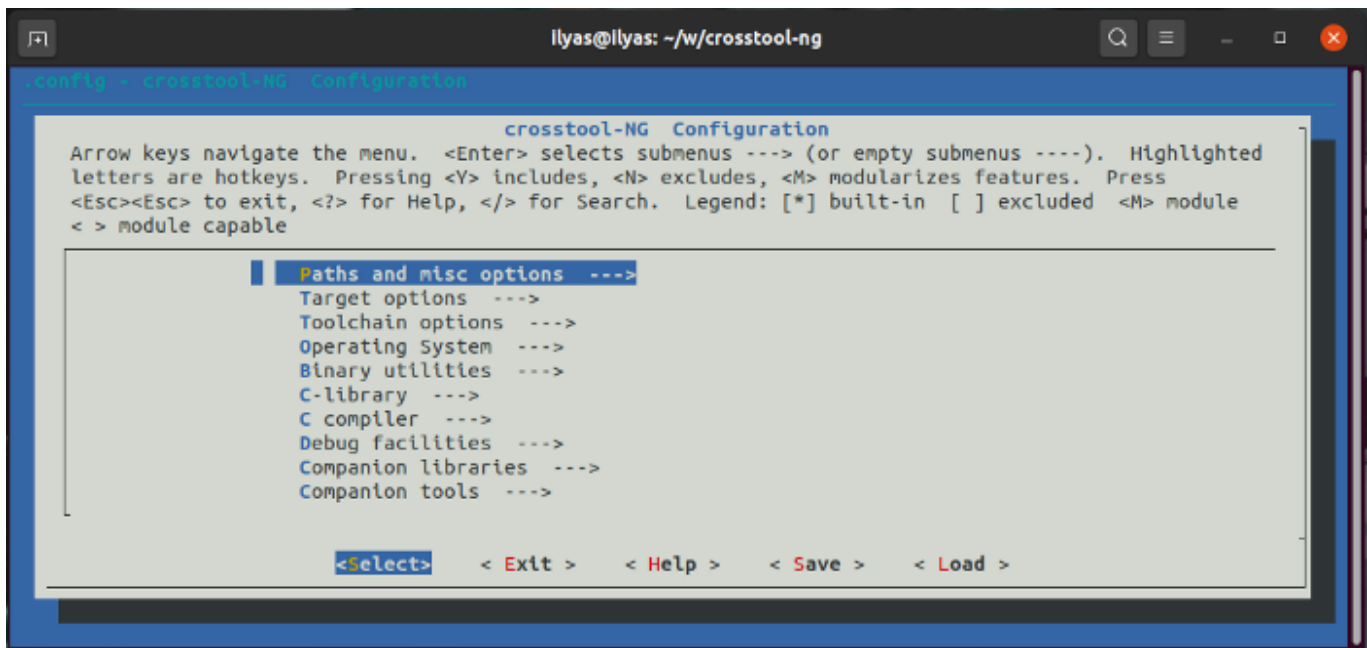 ilyas@ilyas: ~/w/crosstool-ng
.config - crosstool-NG  Configuration
crosstool-NG  Configuration
Arrow keys navigate the menu.  <Enter> selects submenus ---> (or empty submenus ----).  Highlighted
letters are hotkeys.  Pressing <Y> includes, <N> excludes, <M> modularizes features.  Press
<Esc><Esc> to exit, <?> for Help, </> for Search.  Legend: [*] built-in  [ ] excluded  <M> module
< > module capable
Paths and misc options  --->
Target options  --->
Toolchain options  --->
Operating System  --->
Binary utilities  --->
C-library  --->
C compiler  --->
Debug facilities  --->
Companion libraries  --->
Companion tools  --->
<Select>    < Exit >    < Help >    < Save >    < Load >